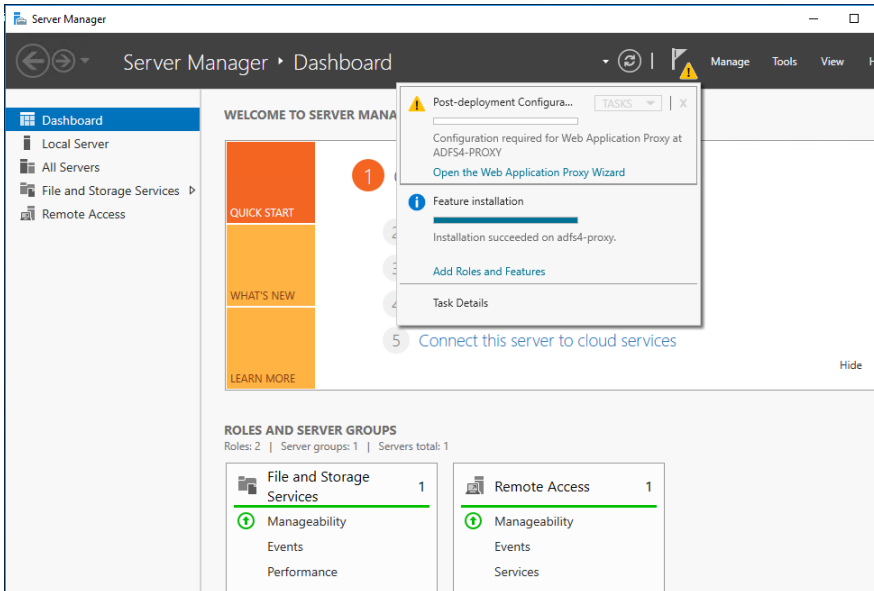 Server Manager
Server Manager • Dashboard
Manage Tools View
Dashboard
Local Server
All Servers
File and Storage Services
Remote Access
WELCOME TO SERVER MANA
Post-deployment Configura... TASKS X
Configuration required for Web Application Proxy at
ADFS4-PROXY
Open the Web Application Proxy Wizard
Feature installation
Installation succeeded on adfs4-proxy.
Add Roles and Features
Task Details
QUICK START
WHAT'S NEW
LEARN MORE
1
2
3
4
5 Connect this server to cloud services
Hide
ROLES AND SERVER GROUPS
Roles: 2 | Server groups: 1 | Servers total: 1
File and Storage
Services 1
Manageability
Events
Performance
Remote Access 1
Manageability
Events
Services